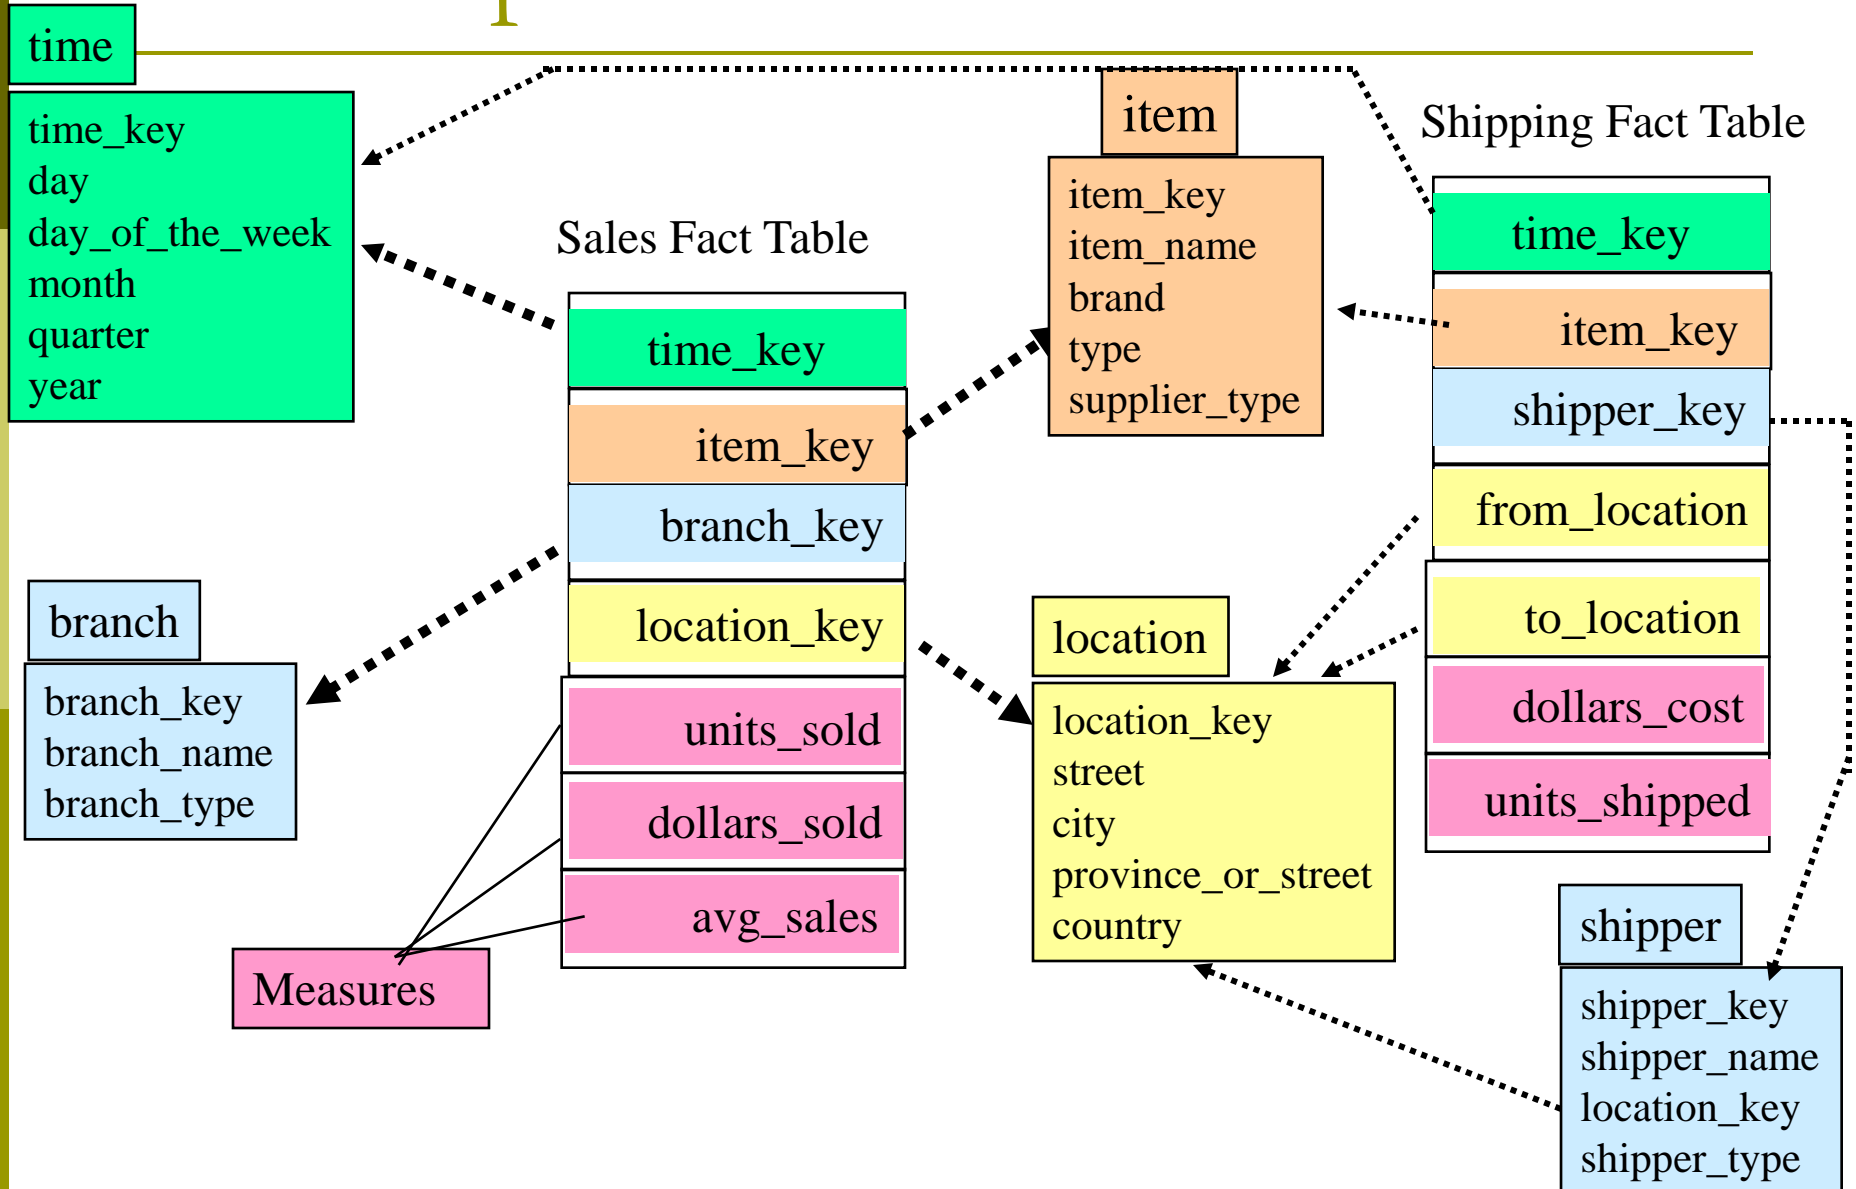 time
time_key
day
day_of_the_week
month
quarter
year
item
item_key
item_name
brand
type
supplier_type
Shipping Fact Table
time_key
item_key
shipper_key
from_location
to_location
dollars_cost
units_shipped
Sales Fact Table
time_key
item_key
branch_key
location_key
units_sold
dollars_sold
avg_sales
branch
branch_key
branch_name
branch_type
Measures
location
location_key
street
city
province_or_street
country
shipper
shipper_key
shipper_name
location_key
shipper_type